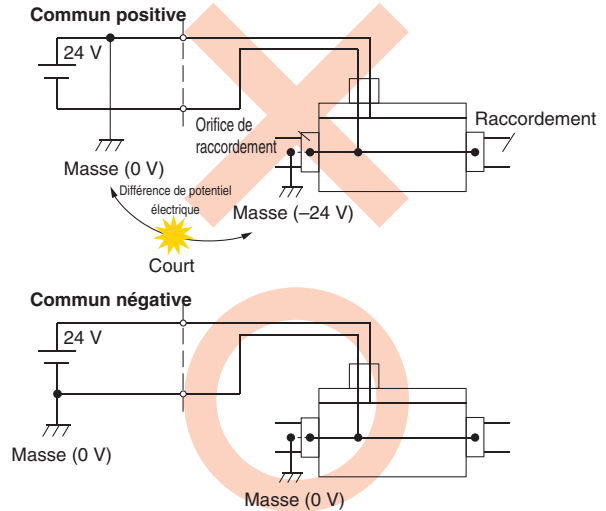 Commun positive
24 V
Orifice de
raccordement
Raccordement
Masse (0 V)
Différence de potentiel
électrique
Masse (–24 V)
Court
Commun négative
24 V
Masse (0 V)
Masse (0 V)